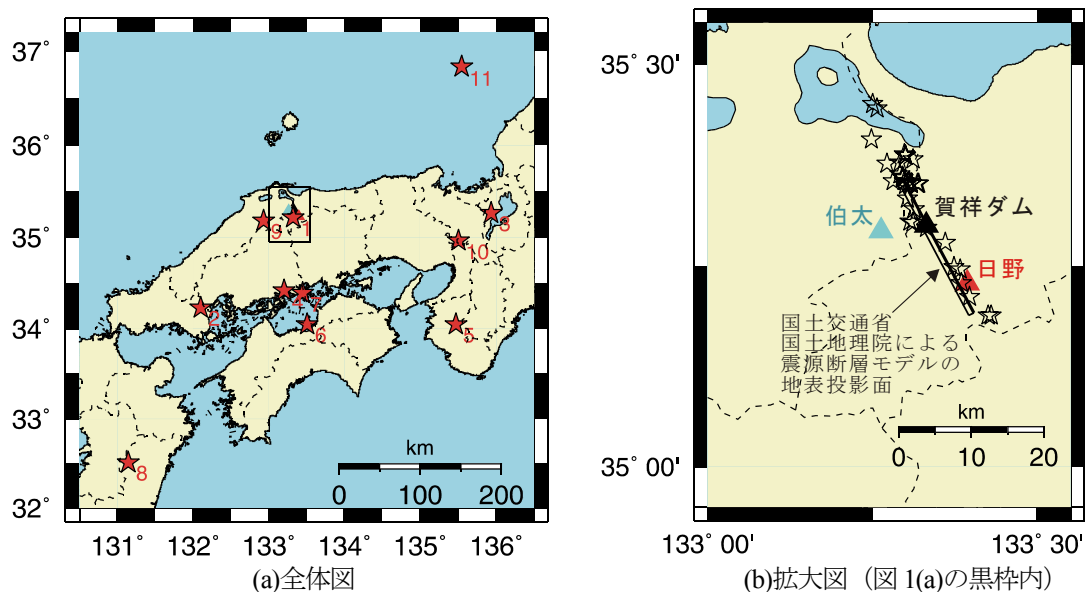 37˚
36˚
35˚
34˚
33˚
32˚
131˚ 132˚ 133˚ 134˚ 135˚ 136˚
11
1
9
3
10
4
7
2
6
5
8
km
0 100 200
(a)全体図
35˚ 30'
35˚ 00'
133˚ 00'
133˚ 30'
伯太
賀祥ダム
日野
国土交通省
国土地理院による
震源断層モデルの
地表投影面
km
0 10 20
(b)拡大図（図 1(a)の黒枠内）